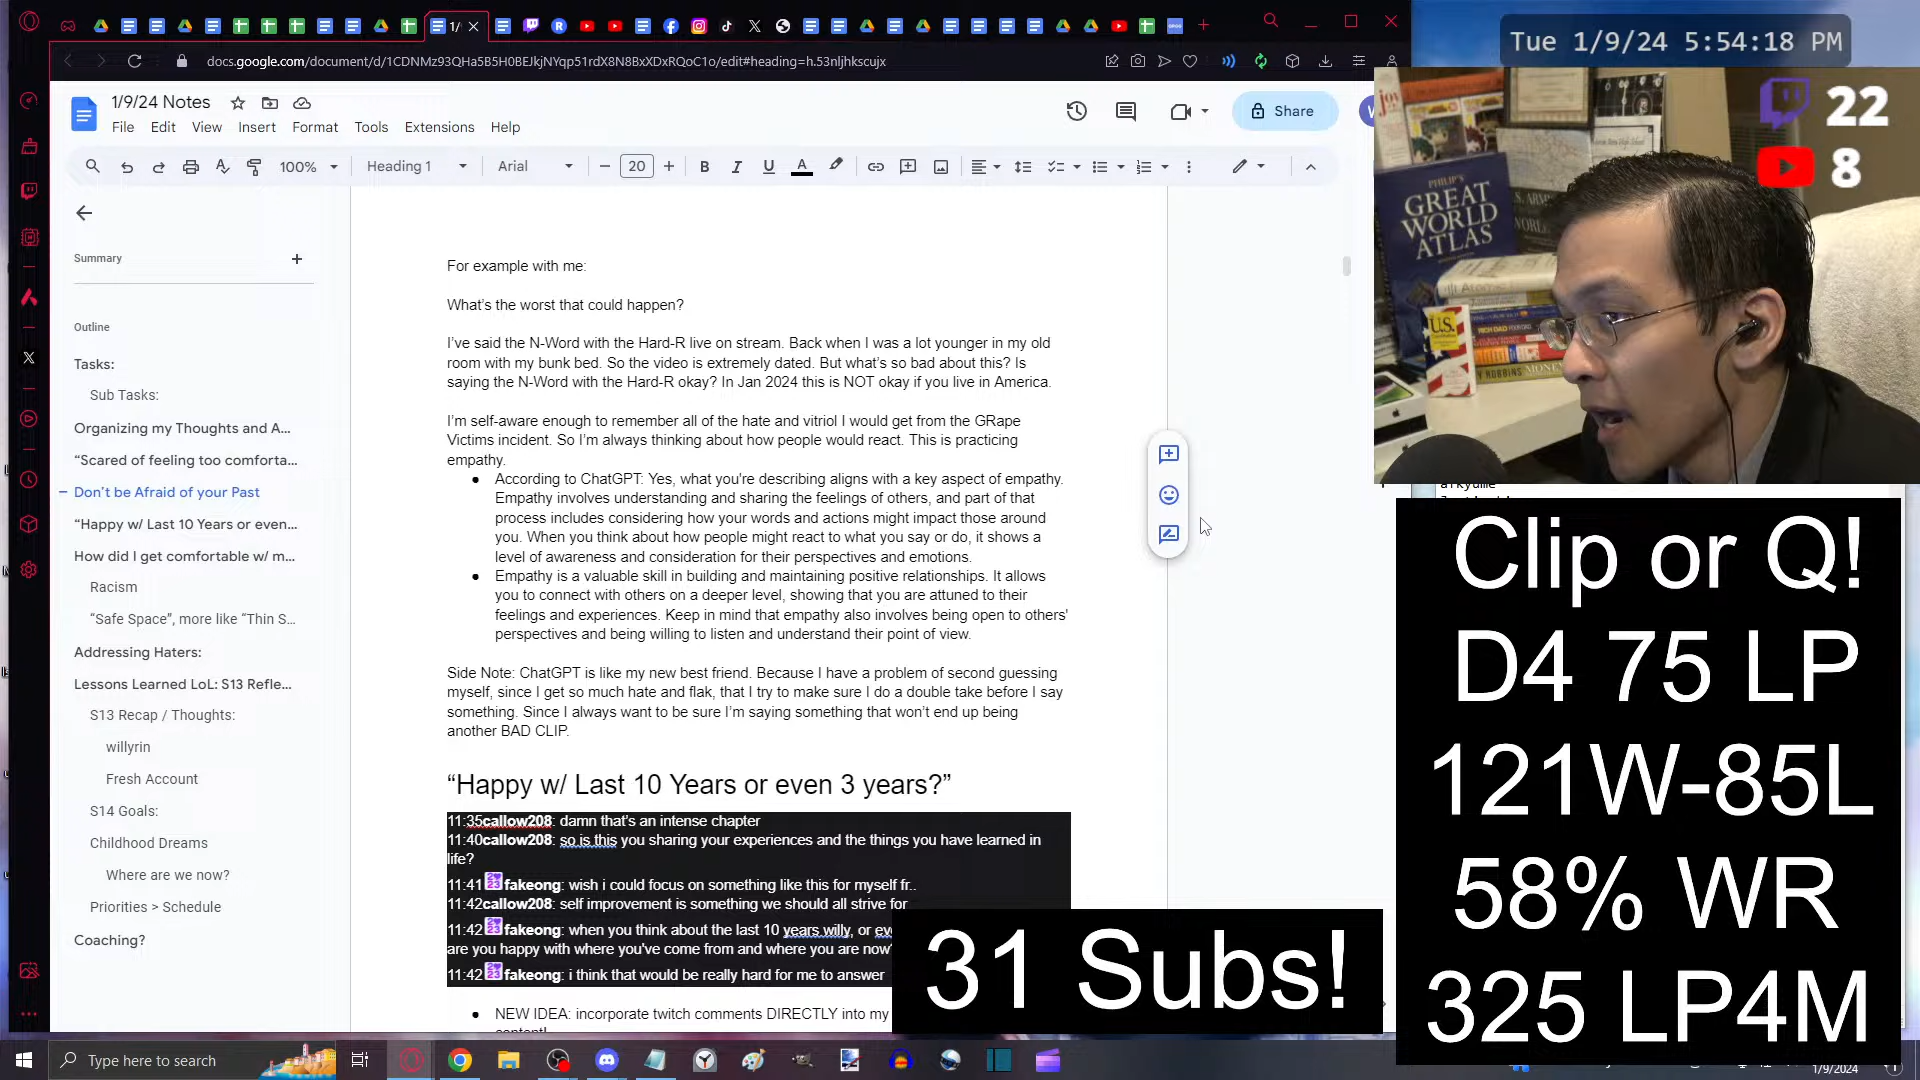 1/
docs.google.com/document/d/1CDNMz93QHa5B5H0BEJkjNYqp51rdX8N8BxXDxRQoC1o/edit#heading=h.53nljhkscujx
Tue 1/9/24 5:54:18 PM
22
8
1/9/24 Notes
File Edit View Insert Format Tools Extensions Help
Share
100% Heading 1 Arial 20
Summary
Outline
Tasks:
Sub Tasks:
Organizing my Thoughts and A...
“Scared of feeling too comforta...
Don’t be Afraid of your Past
“Happy w/ Last 10 Years or even...
How did I get comfortable w/ m...
Racism
“Safe Space”, more like “Thin S...
Addressing Haters:
Lessons Learned LoL: S13 Refle...
S13 Recap / Thoughts:
willyrin
Fresh Account
S14 Goals:
Childhood Dreams
Where are we now?
Priorities > Schedule
Coaching?
For example with me:
What’s the worst that could happen?
I’ve said the N-Word with the Hard-R live on stream. Back when I was a lot younger in my old
room with my bunk bed. So the video is extremely dated. But what’s so bad about this? Is
saying the N-Word with the Hard-R okay? In Jan 2024 this is NOT okay if you live in America.
I’m self-aware enough to remember all of the hate and vitriol I would get from the GRape
Victims incident. So I’m always thinking about how people would react. This is practicing
empathy.
● According to ChatGPT: Yes, what you're describing aligns with a key aspect of empathy.
Empathy involves understanding and sharing the feelings of others, and part of that
process includes considering how your words and actions might impact those around
you. When you think about how people might react to what you say or do, it shows a
level of awareness and consideration for their perspectives and emotions.
● Empathy is a valuable skill in building and maintaining positive relationships. It allows
you to connect with others on a deeper level, showing that you are attuned to their
feelings and experiences. Keep in mind that empathy also involves being open to others'
perspectives and being willing to listen and understand their point of view.
Side Note: ChatGPT is like my new best friend. Because I have a problem of second guessing
myself, since I get so much hate and flak, that I try to make sure I do a double take before I say
something. Since I always want to be sure I’m saying something that won’t end up being
another BAD CLIP.
“Happy w/ Last 10 Years or even 3 years?”
11:35callow208: damn that’s an intense chapter
11:40callow208: so is this you sharing your experiences and the things you have learned in
life?
11:41 fakeong: wish i could focus on something like this for myself fr..
11:42callow208: self improvement is something we should all strive for
11:42 fakeong: when you think about the last 10 years willy, or
are you happy with where you've come from and where you are now
11:42 fakeong: i think that would be really hard for me to answer
● NEW IDEA: incorporate twitch comments DIRECTLY into my
PHILIP'S
GREAT
WORLD
ATLAS
U.S.
RICH DAD
MONEY
31 Subs!
Clip or Q!
D4 75 LP
121W-85L
58% WR
325 LP4M
Type here to search
1/9/2024